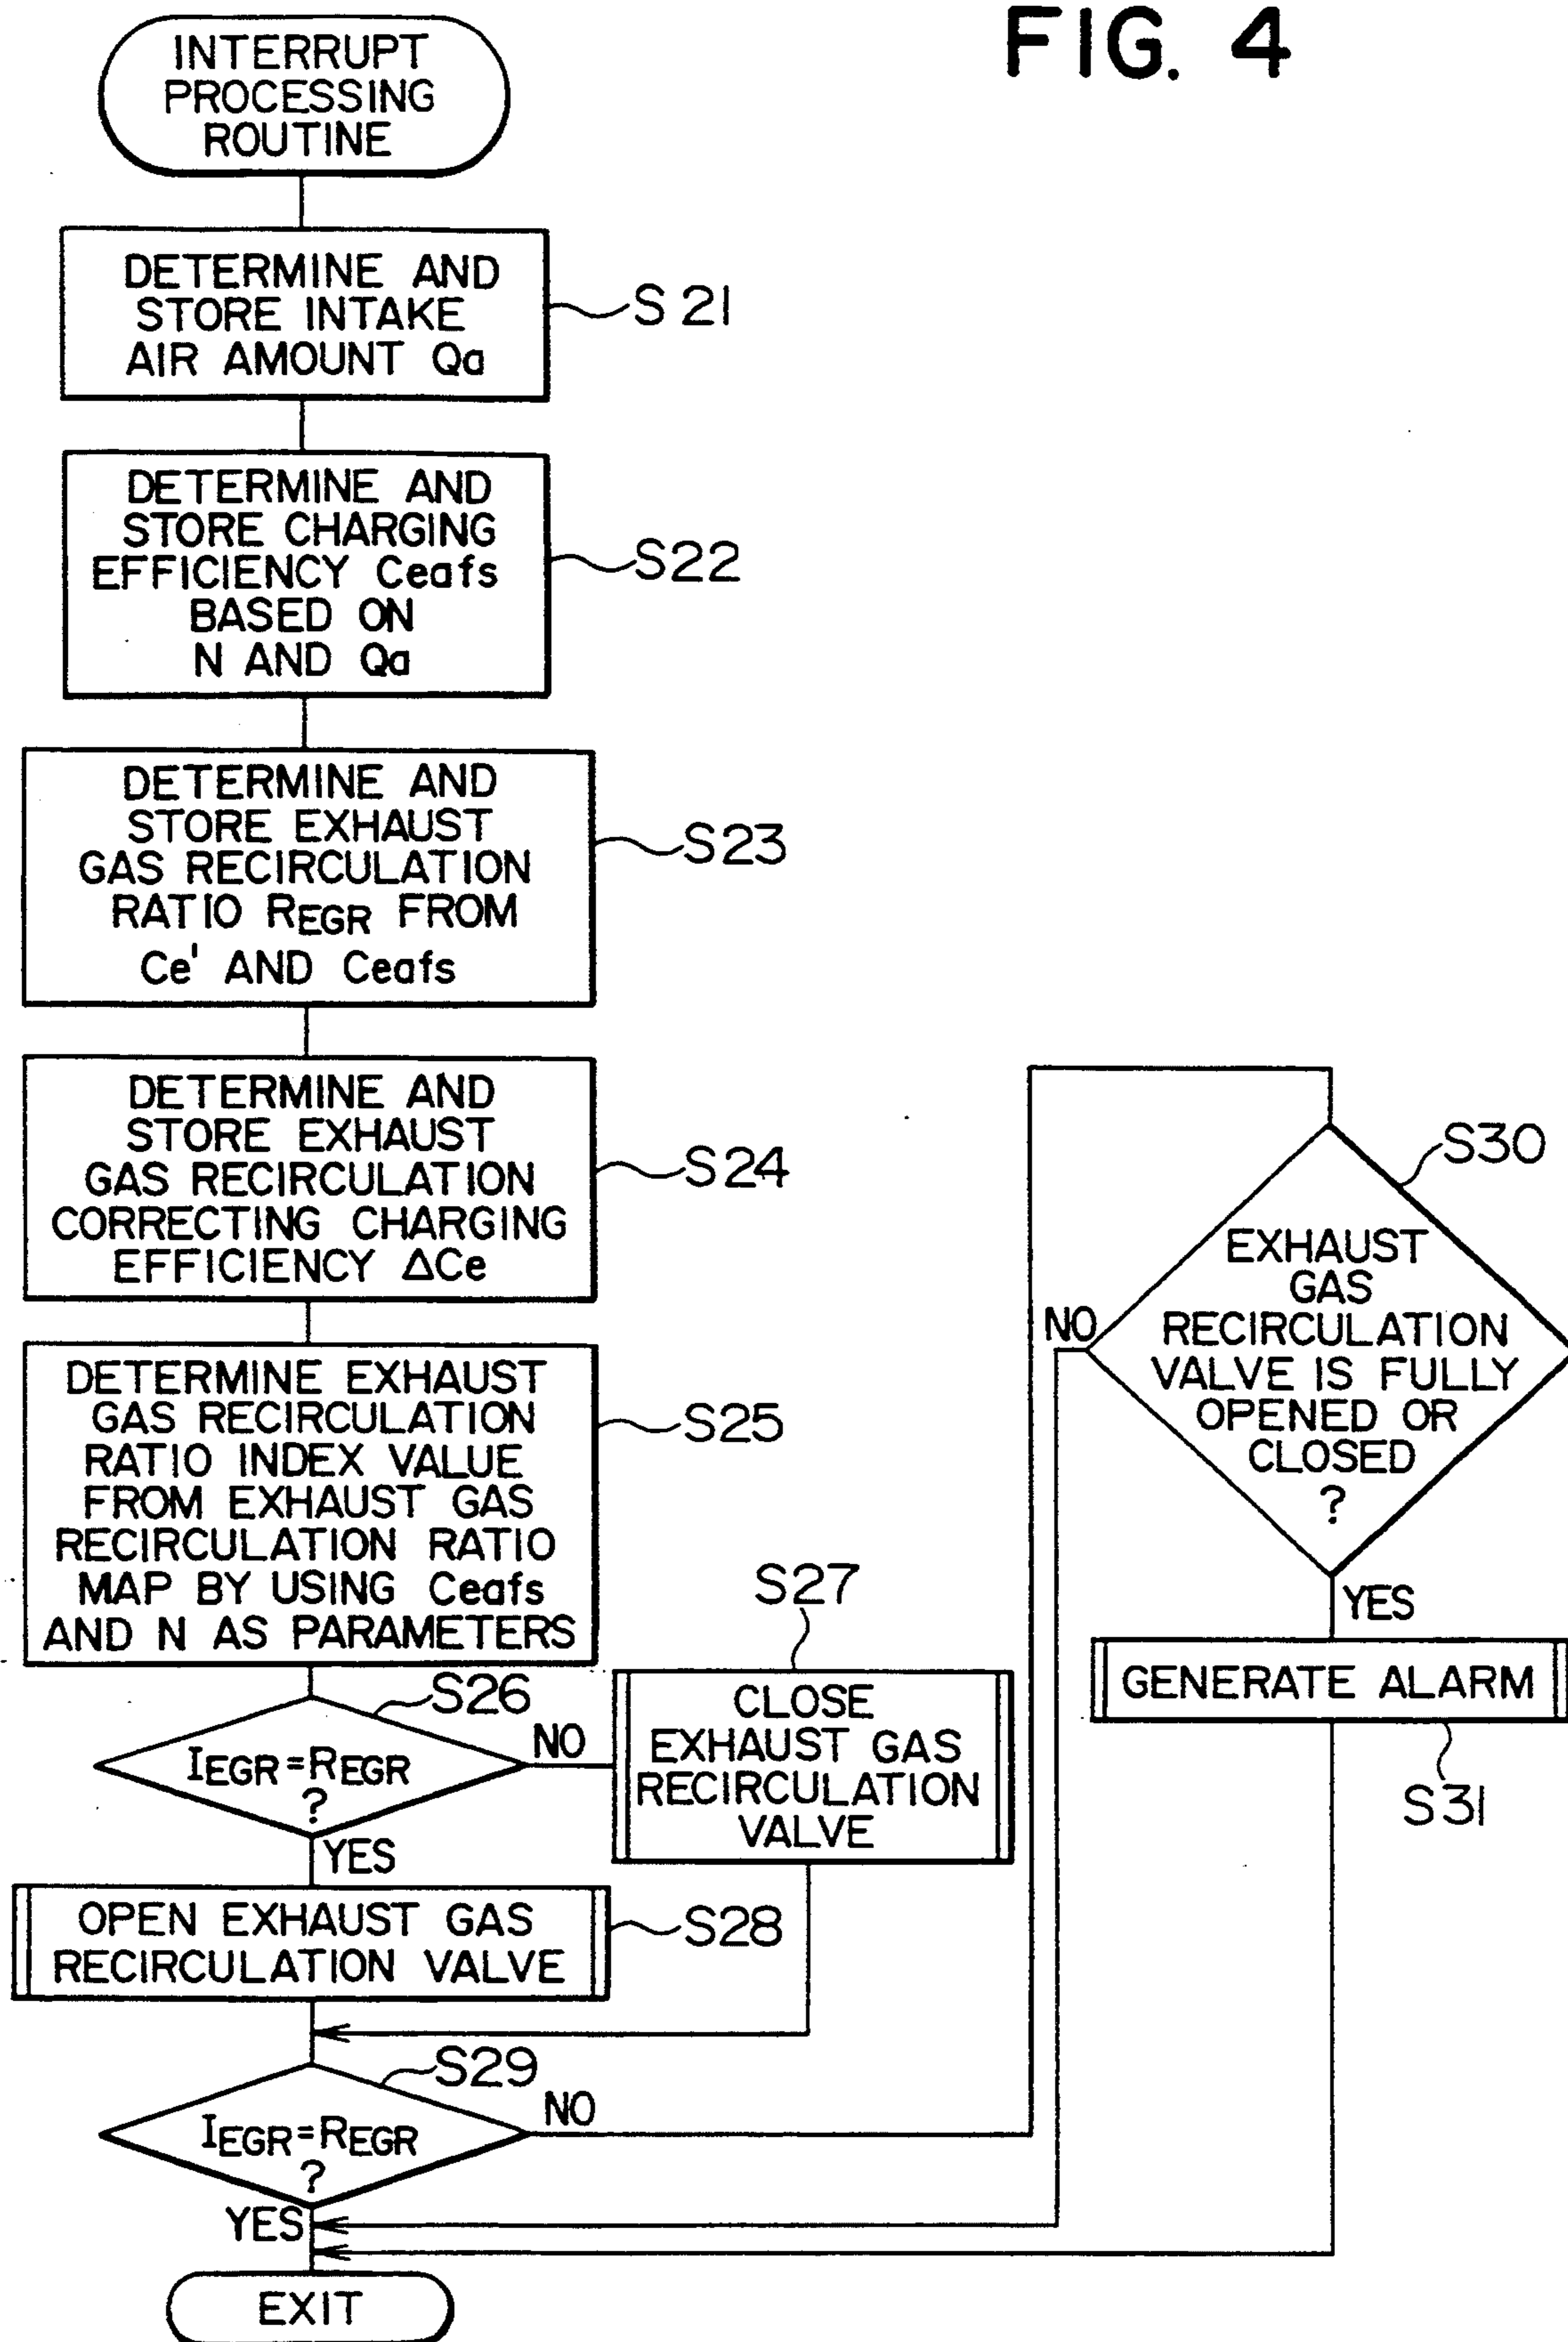 FIG. 4
INTERRUPT
PROCESSING
ROUTINE
DETERMINE AND
STORE INTAKE
AIR AMOUNT Qa
S21
DETERMINE AND
STORE CHARGING
EFFICIENCY Ceafs
BASED ON
N AND Qa
S22
DETERMINE AND
STORE EXHAUST
GAS RECIRCULATION
RATIO REGR FROM
Ce' AND Ceafs
S23
DETERMINE AND
STORE EXHAUST
GAS RECIRCULATION
CORRECTING CHARGING
EFFICIENCY ΔCe
S24
DETERMINE EXHAUST
GAS RECIRCULATION
RATIO INDEX VALUE
FROM EXHAUST GAS
RECIRCULATION RATIO
MAP BY USING Ceafs
AND N AS PARAMETERS
S25
S26
IEGR=REGR
?
NO
YES
S27
CLOSE
EXHAUST GAS
RECIRCULATION
VALVE
OPEN EXHAUST GAS
RECIRCULATION VALVE
S28
S29
IEGR=REGR
?
NO
YES
S30
EXHAUST
GAS
RECIRCULATION
VALVE IS FULLY
OPENED OR
CLOSED
?
NO
YES
GENERATE ALARM
S31
EXIT